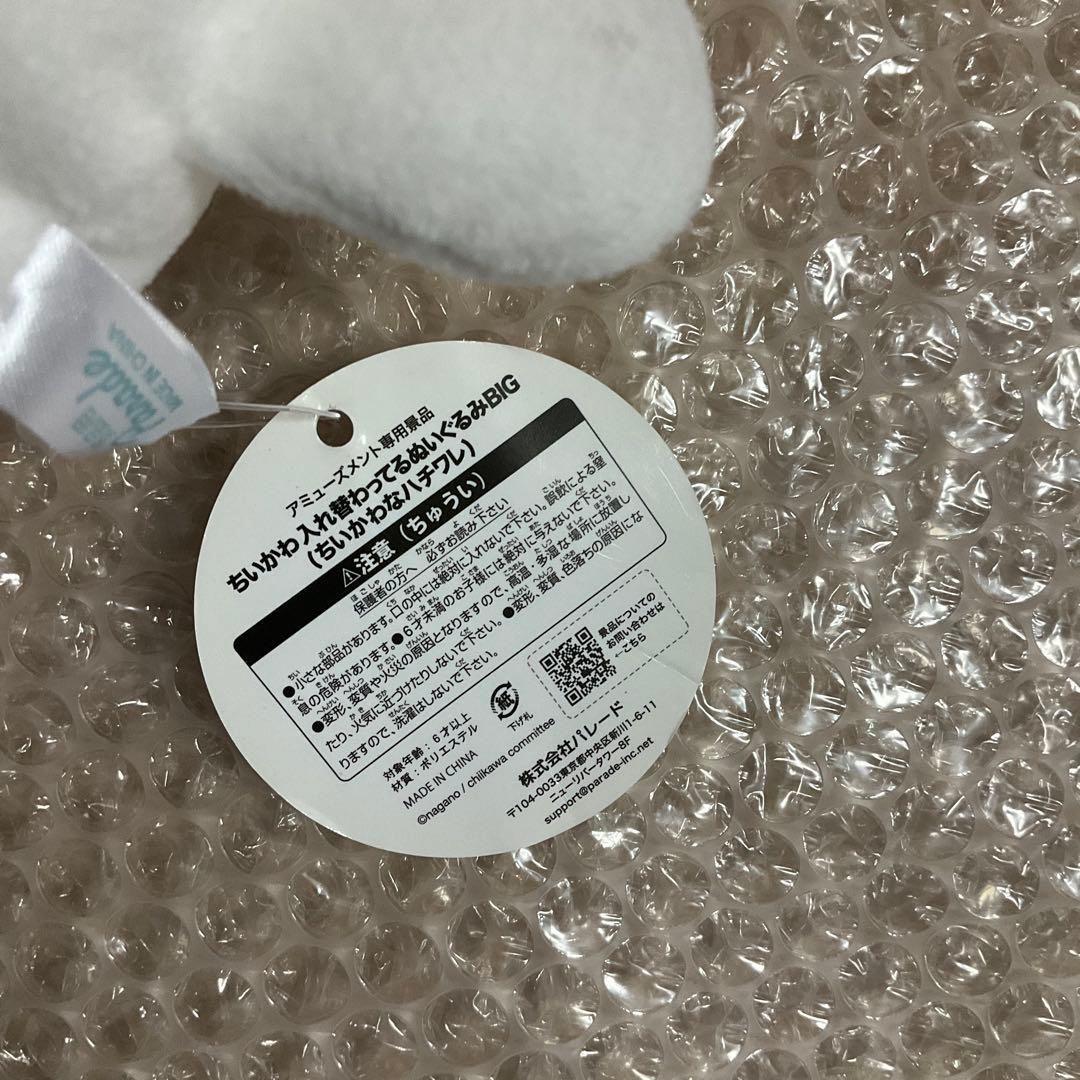 アミューズメント専用景品
ちいかわ 入れ替わってるぬいぐるみBIG
(ちいかわなハチワレ)
⚠注意(ちゅうい)
保護者の方へ 必ずお読み下さい
●小さな部品があります。口の中には絶対に入れないで下さい。誤飲による窒
息の危険があります。●6才未満のお子様には絶対に与えないで下さい。
●変形、変質や火災の原因となりますので、高温、多湿な場所に放置し
たり、火気に近づけたりしないで下さい。●変形、変質、色落ちの原因にな
りますので、洗濯はしないで下さい。
対象年齢:6才以上
材質:ポリエステル
MADE IN CHINA
©nagano / chiikawa committee
紙
下げ札
景品についての
お問い合わせは
こちら
株式会社パレード
〒104-0033東京都中央区新川1-6-11
ニューリバータワー8F
support@parade-inc.net
Parade
MADE IN CHINA